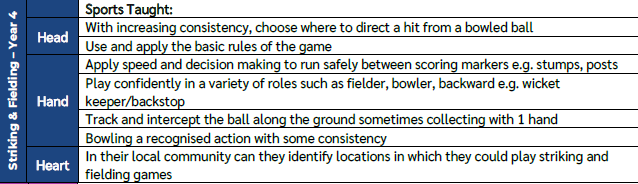 Striking & Fielding – Year 4
Sports Taught:
Head
With increasing consistency, choose where to direct a hit from a bowled ball
Use and apply the basic rules of the game
Hand
Apply speed and decision making to run safely between scoring markers e.g. stumps, posts
Play confidently in a variety of roles such as fielder, bowler, backward e.g. wicket
keeper/backstop
Track and intercept the ball along the ground sometimes collecting with 1 hand
Bowling a recognised action with some consistency
Heart
In their local community can they identify locations in which they could play striking and
fielding games